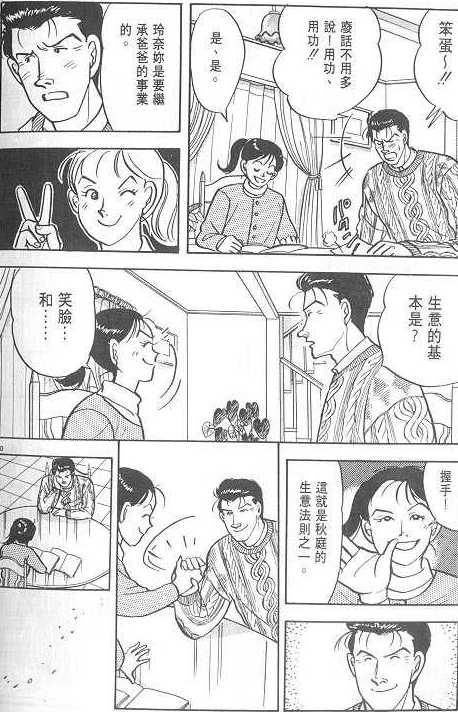 笨蛋～!!
廢話不用多
說！用功、
用功!!
是、是。
玲奈妳是要繼
承爸爸的事業
的。
生意的基
本是？
笑臉…
和……
握手！
這就是秋庭的
生意法則之一。